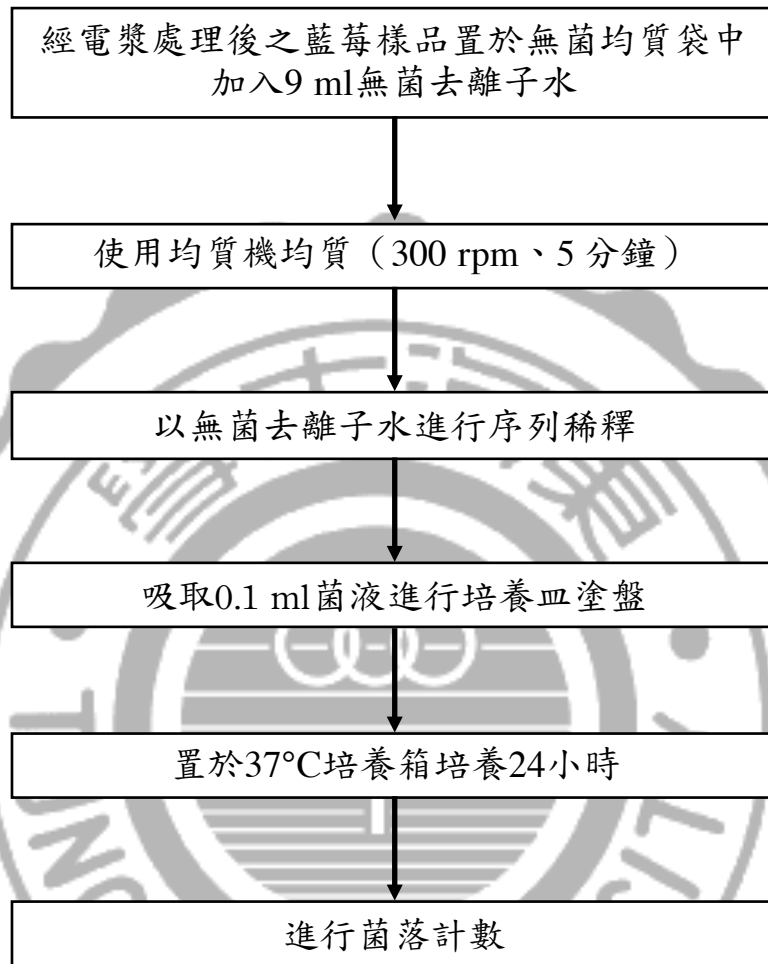 經電漿處理後之藍莓樣品置於無菌均質袋中
加入9 ml無菌去離子水
使用均質機均質（300 rpm、5 分鐘）
以無菌去離子水進行序列稀釋
吸取0.1 ml菌液進行培養皿塗盤
置於37°C培養箱培養24小時
進行菌落計數